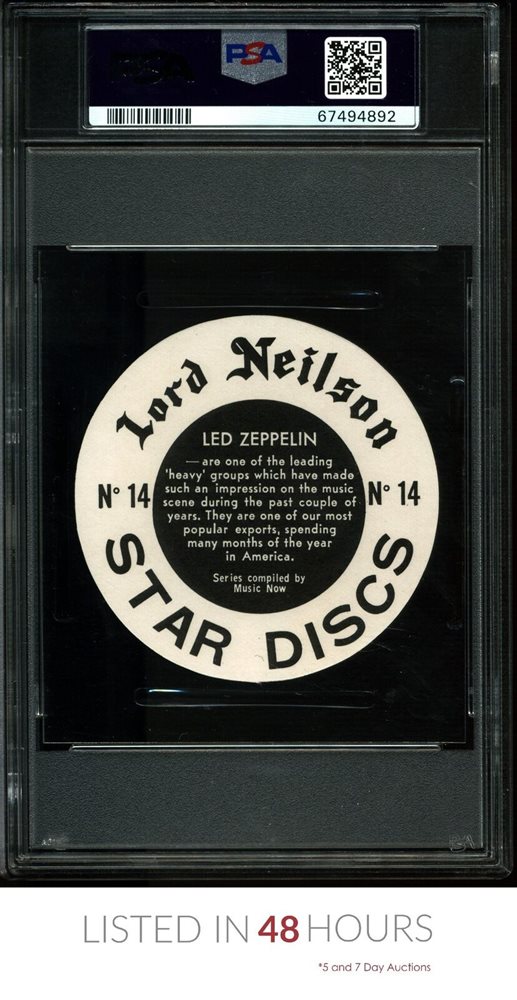 PSA
67494892
Lord Neilson
LED ZEPPELIN
— are one of the leading
'heavy' groups which have made
such an impression on the music
scene during the past couple of
years. They are one of our most
popular exports, spending
many months of the year
in America.
Series compiled by
Music Now
Nº 14
Nº 14
STAR DISCS
LISTED IN 48 HOURS
*5 and 7 Day Auctions